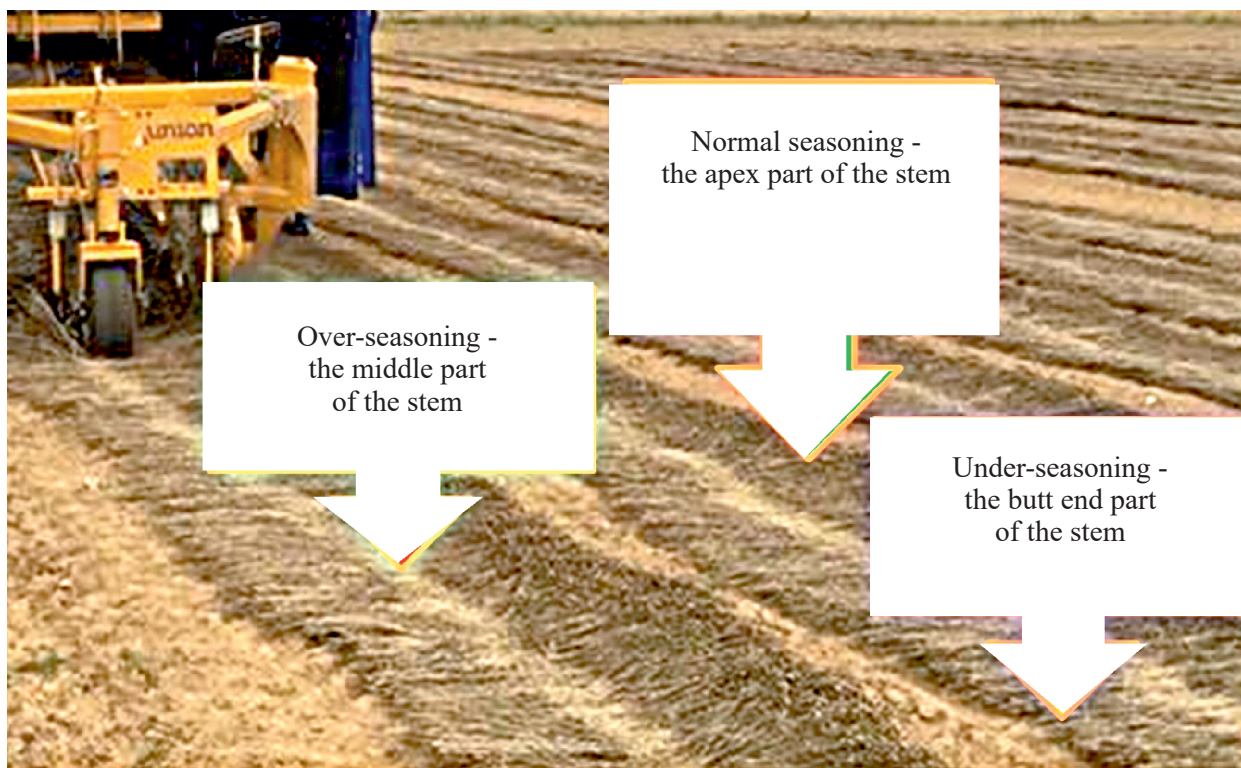 union
Normal seasoning -
the apex part of the stem
Over-seasoning -
the middle part
of the stem
Under-seasoning -
the butt end part
of the stem